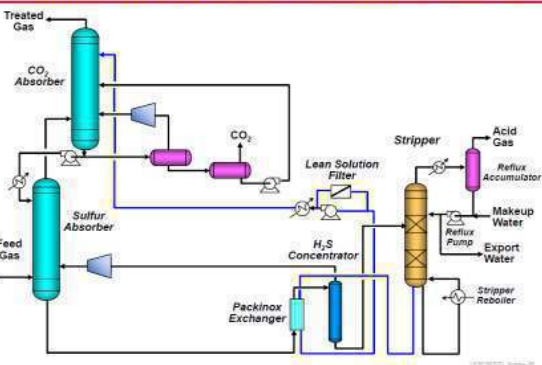 Treated
Gas
CO₂
Absorber
CO₂
Stripper
Acid
Gas
Reflux
Accumulator
Lean Solution
Filter
Makeup
Water
Reflux
Pump
Export
Water
Sulfur
Absorber
Feed
Gas
H₂S
Concentrator
Packinox
Exchanger
Stripper
Reboiler